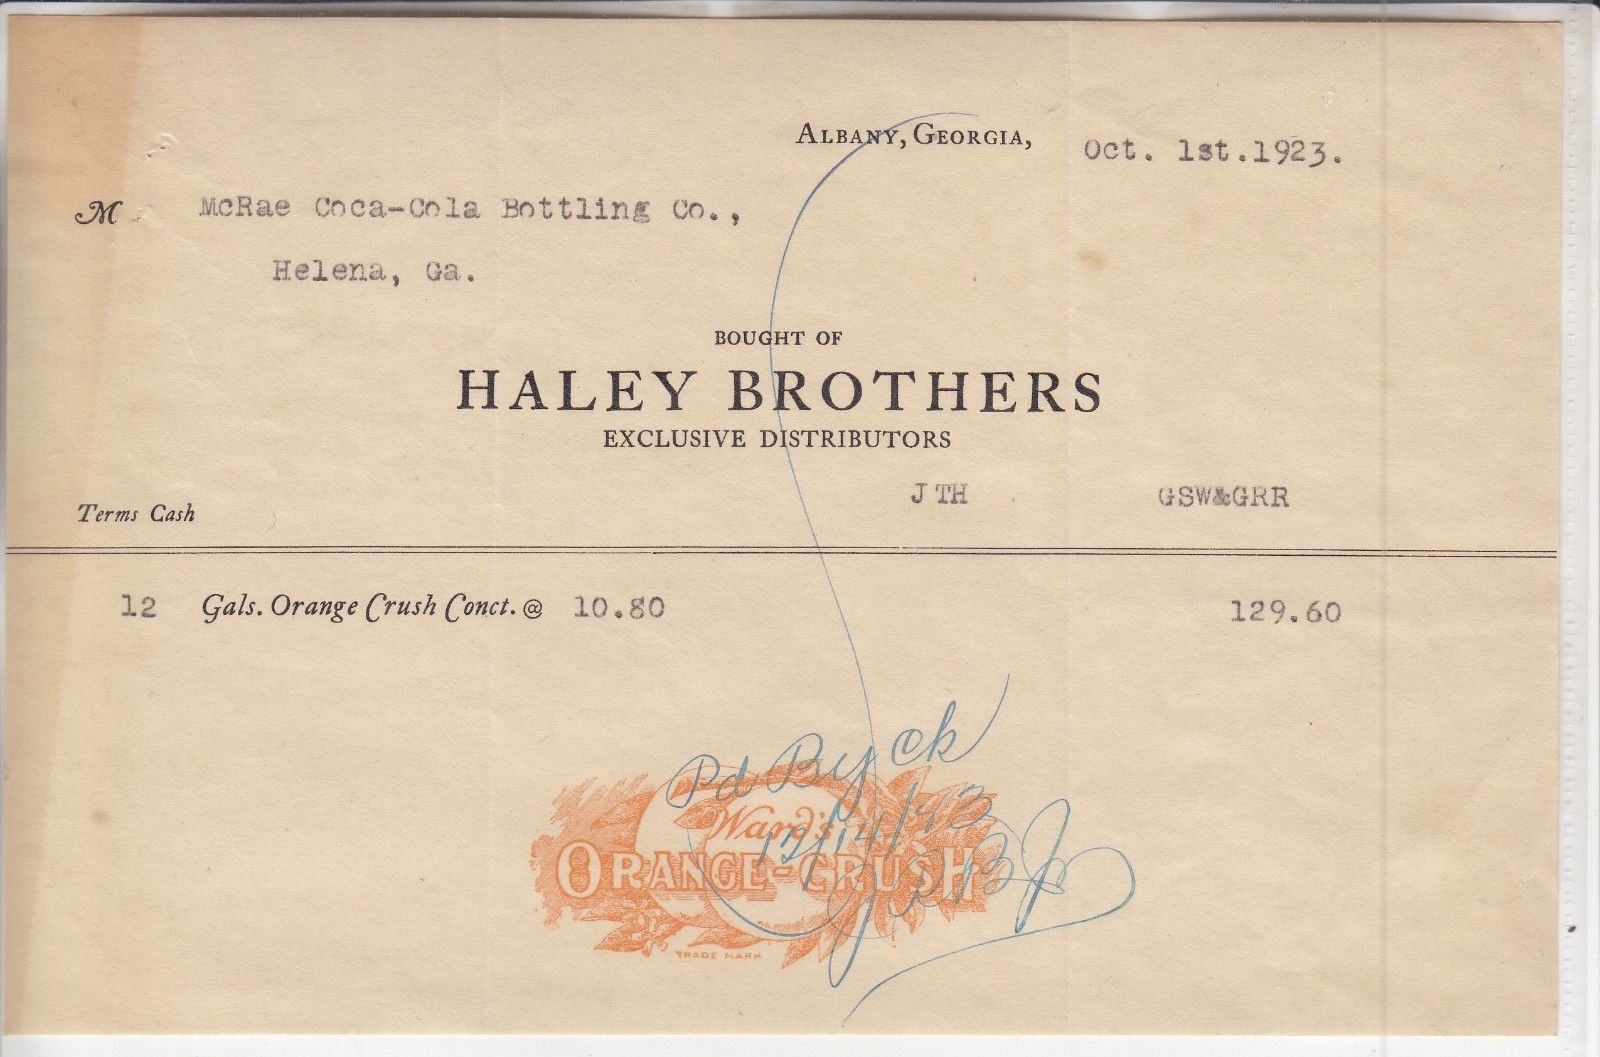 Albany, Georgia, Oct. 1st.1923.
M McRae Coca-Cola Bottling Co.,
Helena, Ga.
BOUGHT OF
HALEY BROTHERS
EXCLUSIVE DISTRIBUTORS
JTH GSW&GRR
Terms Cash
12 Gals. Orange Crush Conct. @ 10.80 129.60
Pd By ck
Ward's
ORANGE-CRUSH
TRADE MARK